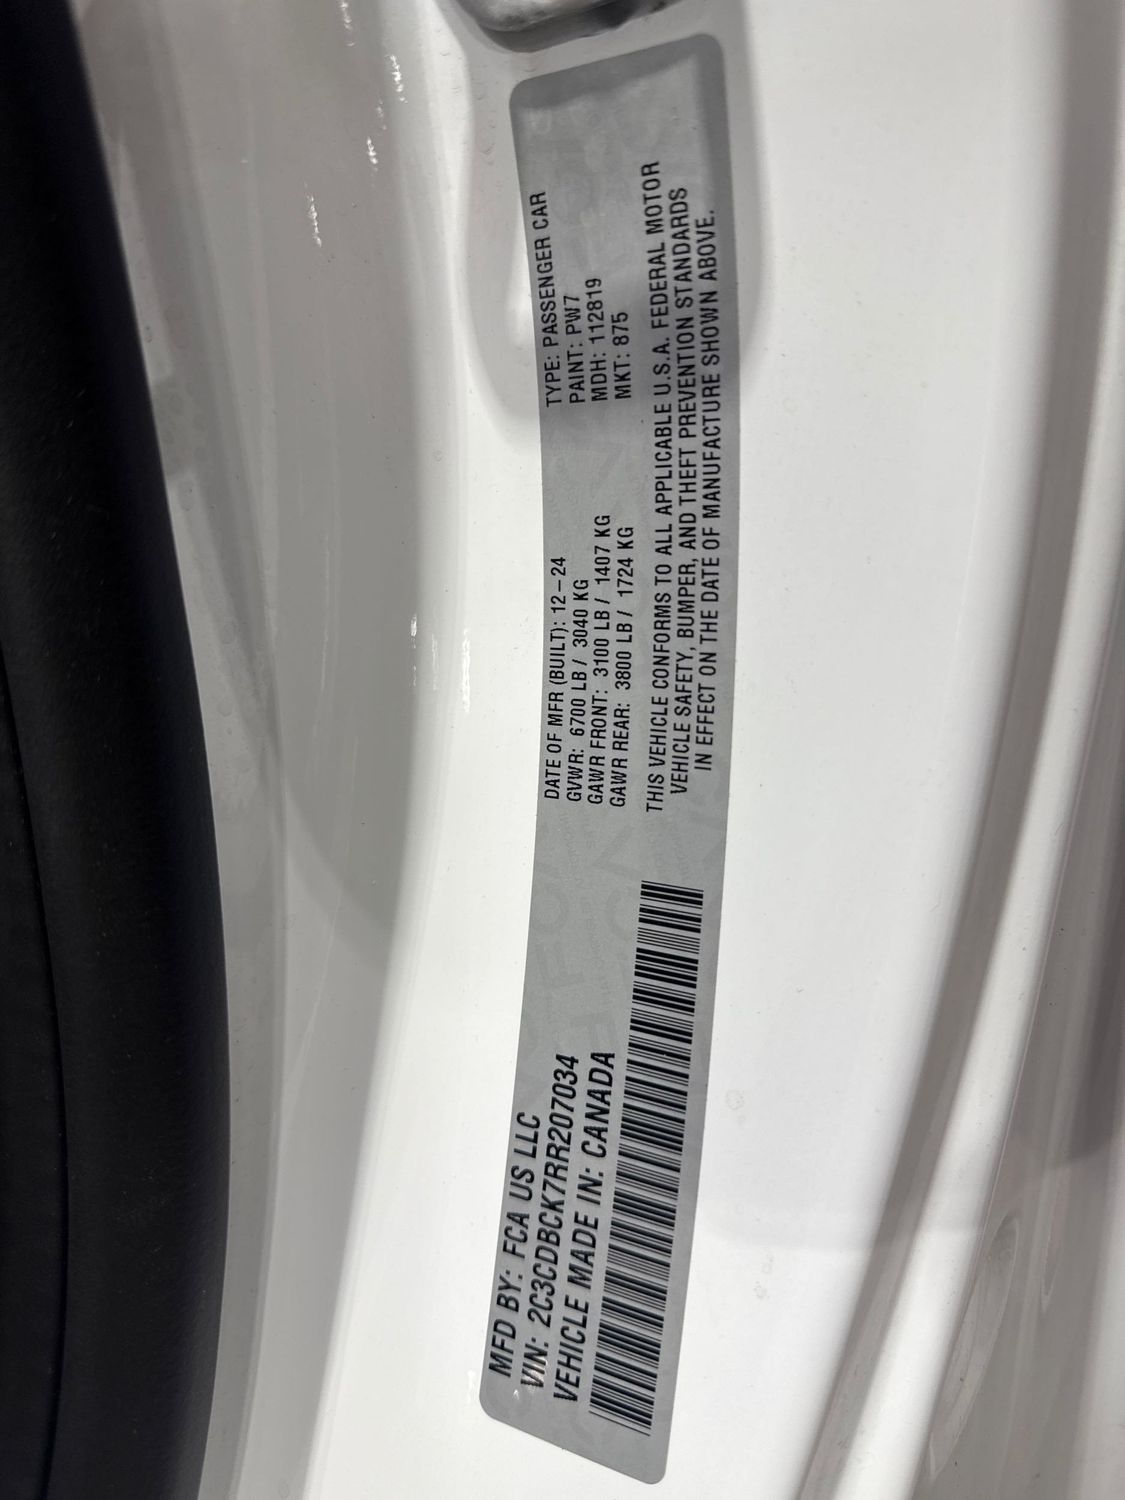 MFD BY: FCA US LLC
VIN: 2C3CDBCK7RR207034
VEHICLE MADE IN: CANADA
DATE OF MFR (BUILT): 12-24
GVWR: 6700 LB / 3040 KG
GAWR FRONT: 3100 LB / 1407 KG
GAWR REAR: 3800 LB / 1724 KG
TYPE: PASSENGER CAR
PAINT: PW7
MDH: 112819
MKT: 875
THIS VEHICLE CONFORMS TO ALL APPLICABLE U.S.A. FEDERAL MOTOR
VEHICLE SAFETY, BUMPER, AND THEFT PREVENTION STANDARDS
IN EFFECT ON THE DATE OF MANUFACTURE SHOWN ABOVE.